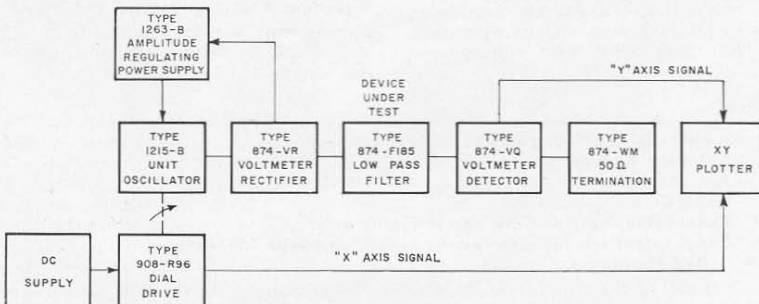 TYPE
1263-B
AMPLITUDE
REGULATING
POWER SUPPLY
DEVICE
UNDER
TEST
"Y" AXIS SIGNAL
TYPE
1215-B
UNIT
OSCILLATOR
TYPE
874-VR
VOLTMETER
RECTIFIER
TYPE
874-F185
LOW PASS
FILTER
TYPE
874-VQ
VOLTMETER
DETECTOR
TYPE
874-WM
50 Ω
TERMINATION
XY
PLOTTER
DC
SUPPLY
TYPE
908-R96
DIAL
DRIVE
"X" AXIS SIGNAL